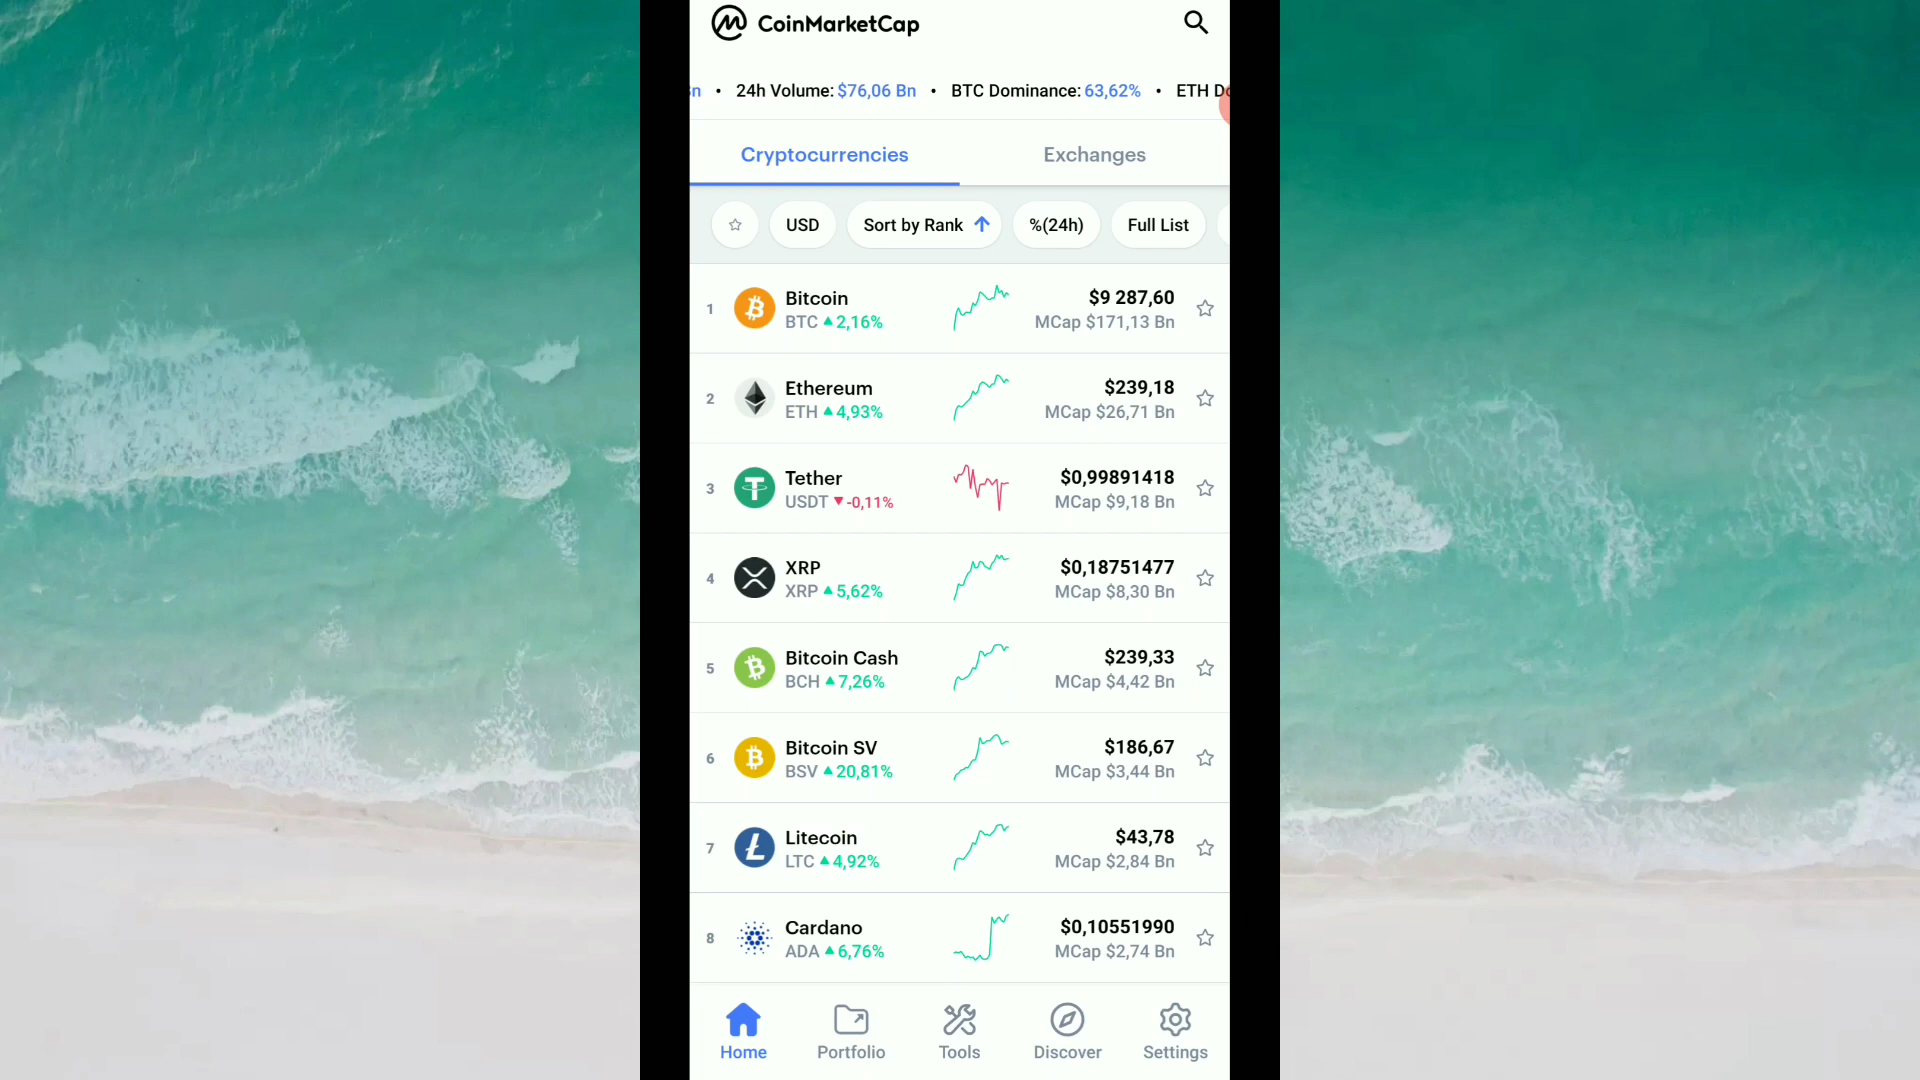 CoinMarketCap
n • 24h Volume: $76,06 Bn • BTC Dominance: 63,62% • ETH D
Cryptocurrencies Exchanges
USD Sort by Rank %(24h) Full List
1 Bitcoin $9 287,60
BTC ▲2,16% MCap $171,13 Bn
2 Ethereum $239,18
ETH ▲4,93% MCap $26,71 Bn
3 Tether $0,99891418
USDT ▼-0,11% MCap $9,18 Bn
4 XRP $0,18751477
XRP ▲5,62% MCap $8,30 Bn
5 Bitcoin Cash $239,33
BCH ▲7,26% MCap $4,42 Bn
6 Bitcoin SV $186,67
BSV ▲20,81% MCap $3,44 Bn
7 Litecoin $43,78
LTC ▲4,92% MCap $2,84 Bn
8 Cardano $0,10551990
ADA ▲6,76% MCap $2,74 Bn
Home Portfolio Tools Discover Settings